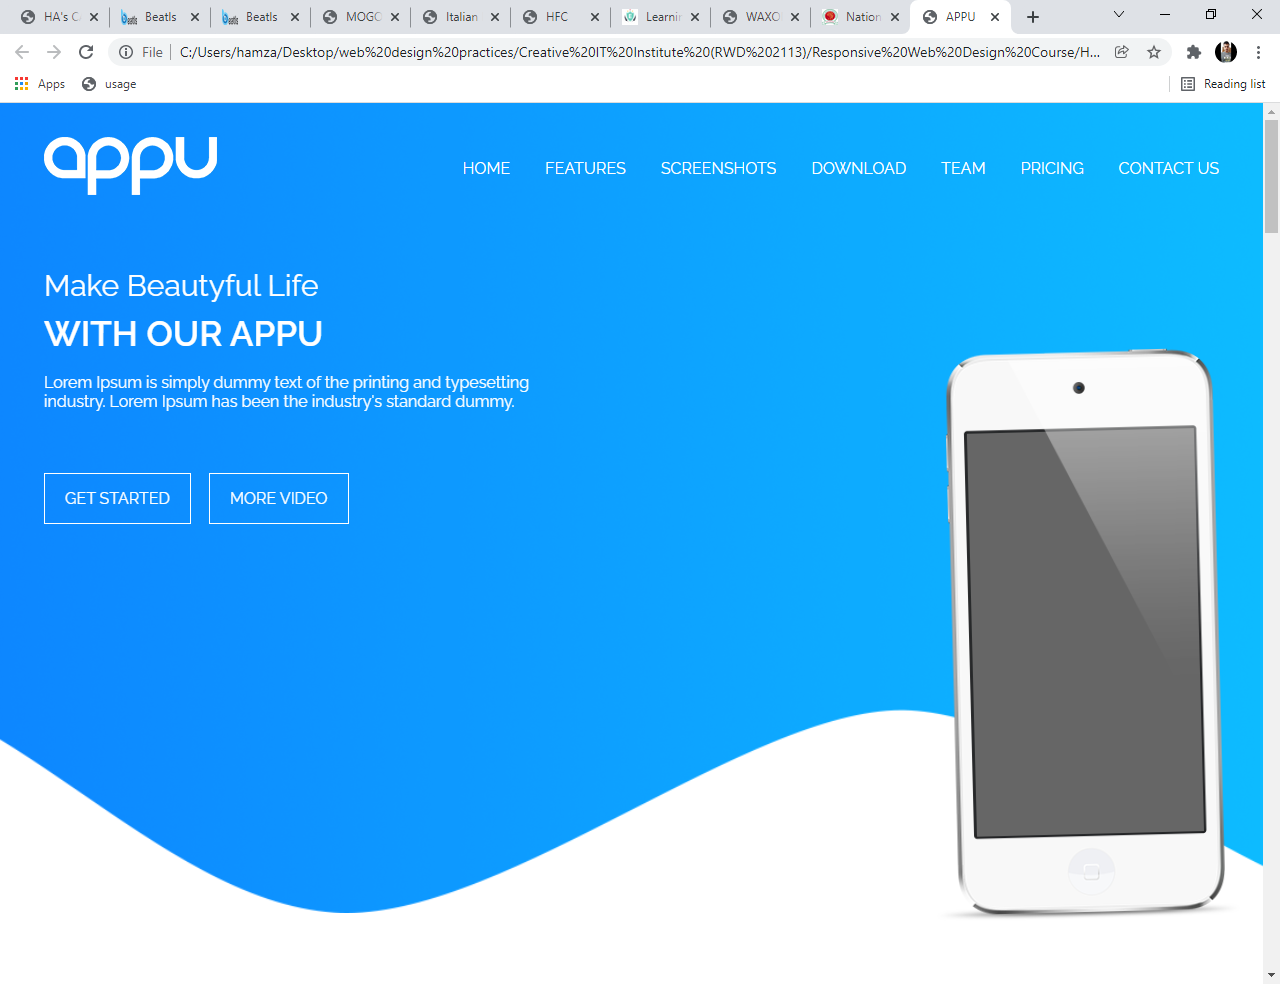 HA's C
Beatls
Beatls
MOGO
Italian
HFC
Learnin
WAXO
Nation
APPU
File
C:/Users/hamza/Desktop/web%20design%20practices/Creative%20IT%20Institute%20(RWD%202113)/Responsive%20Web%20Design%20Course/H...
Apps
usage
Reading list
appu
HOME FEATURES SCREENSHOTS DOWNLOAD TEAM PRICING CONTACT US
Make Beautyful Life
WITH OUR APPU
Lorem Ipsum is simply dummy text of the printing and typesetting
industry. Lorem Ipsum has been the industry's standard dummy.
GET STARTED MORE VIDEO